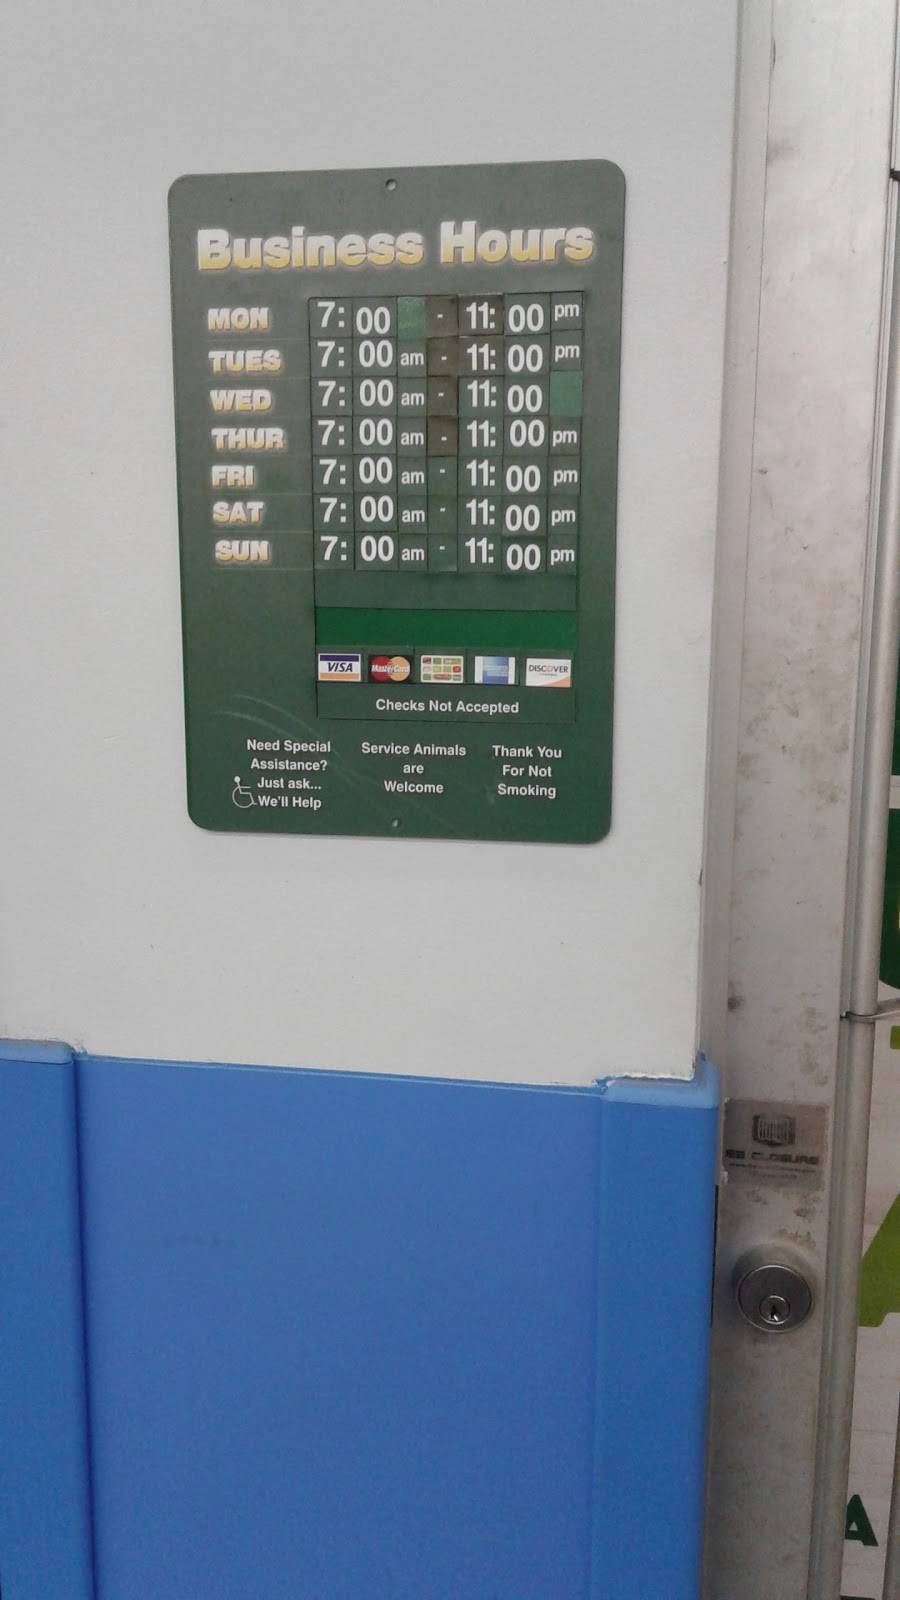 Business Hours
MON 7:00 - 11:00 pm
TUES 7:00 am - 11:00 pm
WED 7:00 am - 11:00
THUR 7:00 am - 11:00 pm
FRI 7:00 am - 11:00 pm
SAT 7:00 am - 11:00 pm
SUN 7:00 am - 11:00 pm
VISA MasterCard DISCOVER
Checks Not Accepted
Need Special
Assistance?
Just ask...
We'll Help
Service Animals
are
Welcome
Thank You
For Not
Smoking
A